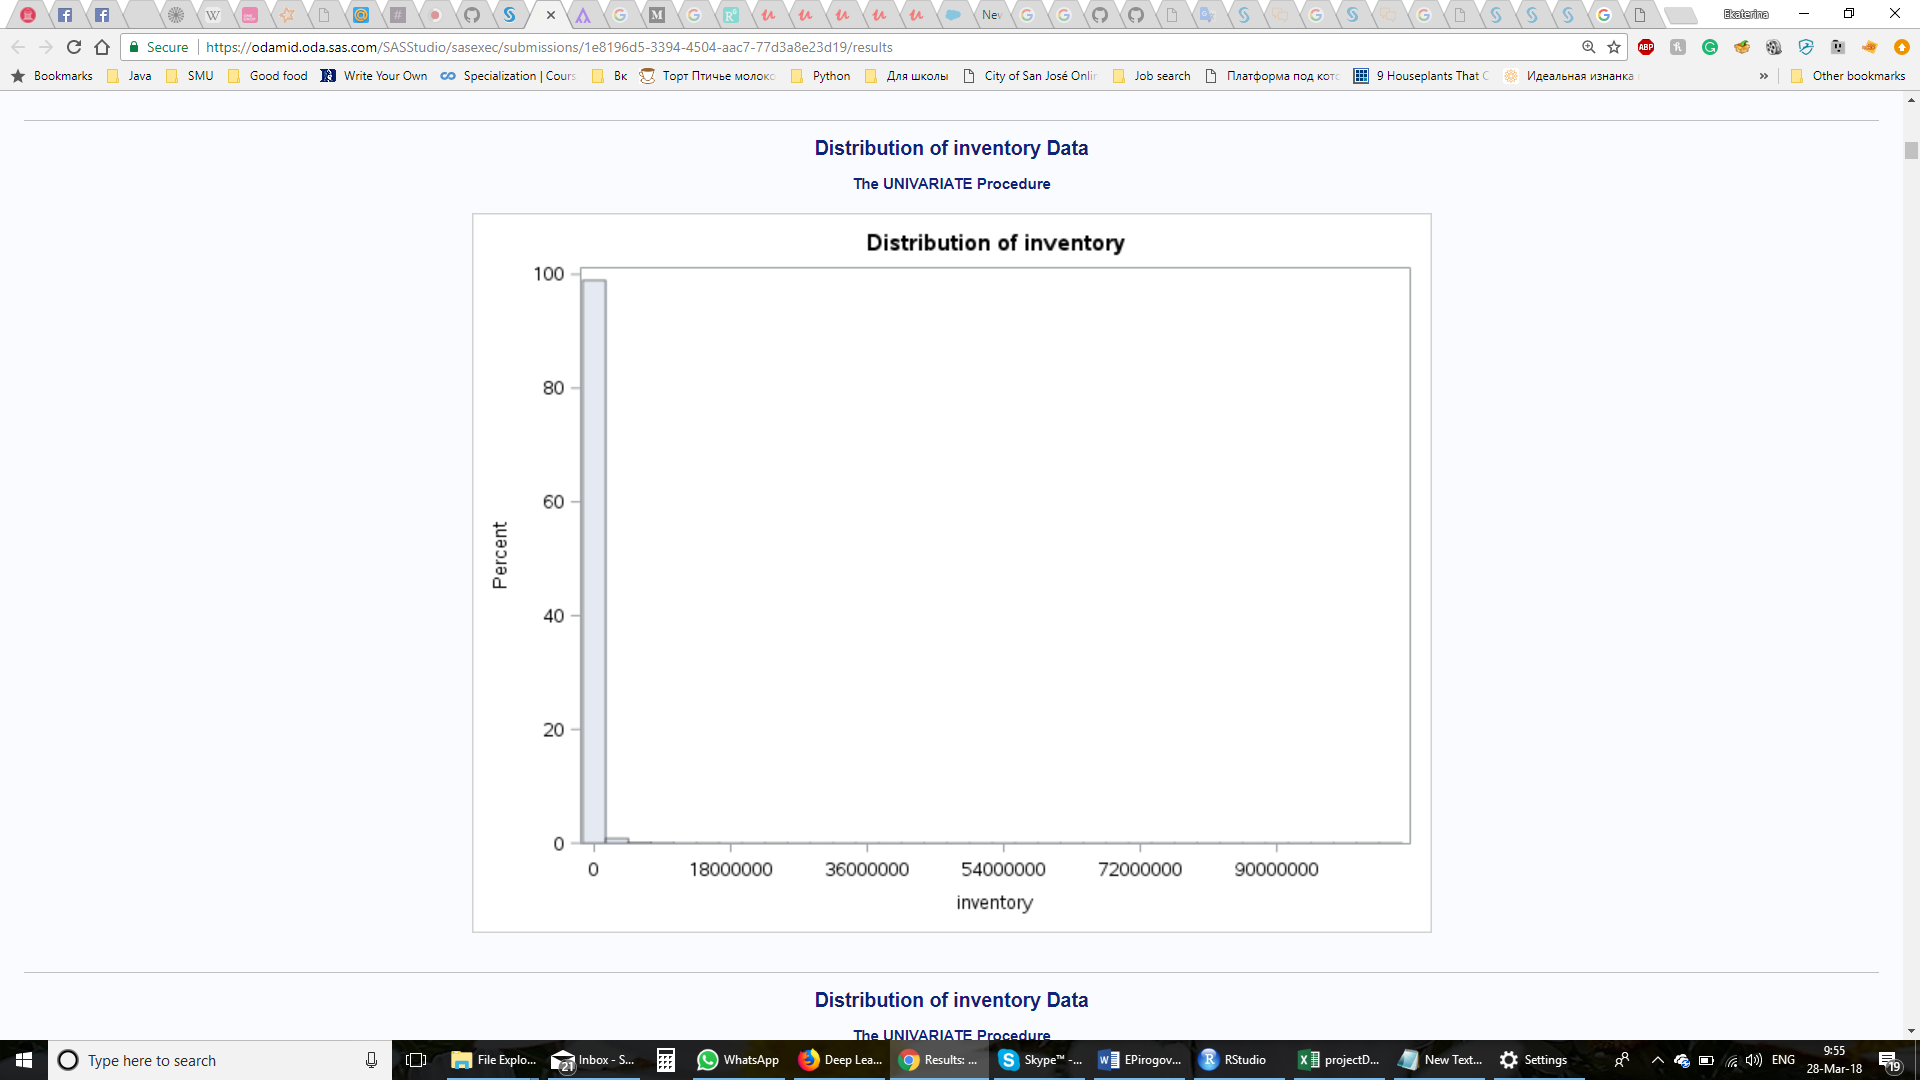 New
Ekaterina
Secure
https://odamid.oda.sas.com/SASStudio/sasexec/submissions/1e8196d5-3394-4504-aac7-77d3a8e23d19/results
Bookmarks Java SMU Good food Write Your Own Specialization | Cours Вк Торт Птичье молоко Python Для школы City of San José Onlin Job search Платформа под кото 9 Houseplants That C Идеальная изнанка » Other bookmarks
Distribution of inventory Data
The UNIVARIATE Procedure
Distribution of inventory
100
80
60
40
20
0
Percent
0 18000000 36000000 54000000 72000000 90000000
inventory
Distribution of inventory Data
The UNIVARIATE Procedure
Type here to search
File Explo... Inbox - S... 21 WhatsApp Deep Lea... Results: ... Skype™ -... EPirogov... RStudio projectD... New Text... Settings
ENG
9:55
28-Mar-18
19